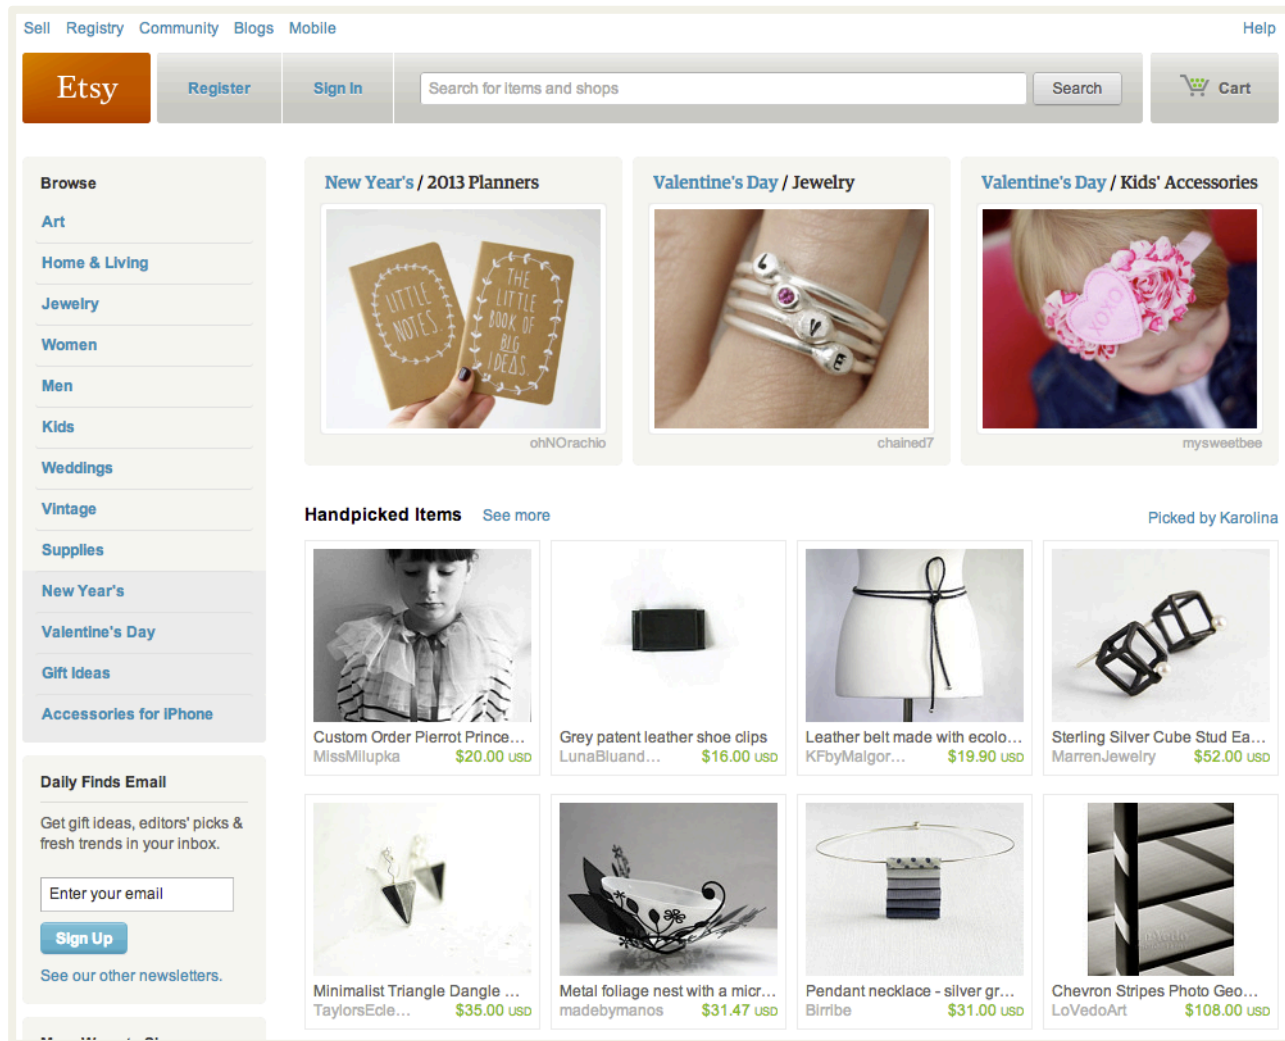 Sell Registry Community Blogs Mobile Help
Etsy Register Sign In Search for items and shops Search Cart
Browse
Art
Home & Living
Jewelry
Women
Men
Kids
Weddings
Vintage
Supplies
New Year's
Valentine's Day
Gift Ideas
Accessories for iPhone
Daily Finds Email
Get gift ideas, editors' picks &
fresh trends in your inbox.
Enter your email
Sign Up
See our other newsletters.
New Year's / 2013 Planners
LITTLE
NOTES.
THE
LITTLE
BOOK OF
BIG
IDEAS.
ohNOrachio
Valentine's Day / Jewelry
chained7
Valentine's Day / Kids' Accessories
XOXO
mysweetbee
Handpicked Items See more Picked by Karolina
Custom Order Pierrot Prince...
MissMilupka $20.00 USD
Grey patent leather shoe clips
LunaBluand... $16.00 USD
Leather belt made with ecolo...
KFbyMalgor... $19.90 USD
Sterling Silver Cube Stud Ea...
MarrenJewelry $52.00 USD
Minimalist Triangle Dangle ...
TaylorsEcle... $35.00 USD
Metal foliage nest with a micr...
madebymanos $31.47 USD
Pendant necklace - silver gr...
Birribe $31.00 USD
Chevron Stripes Photo Geo...
LoVedoArt $108.00 USD